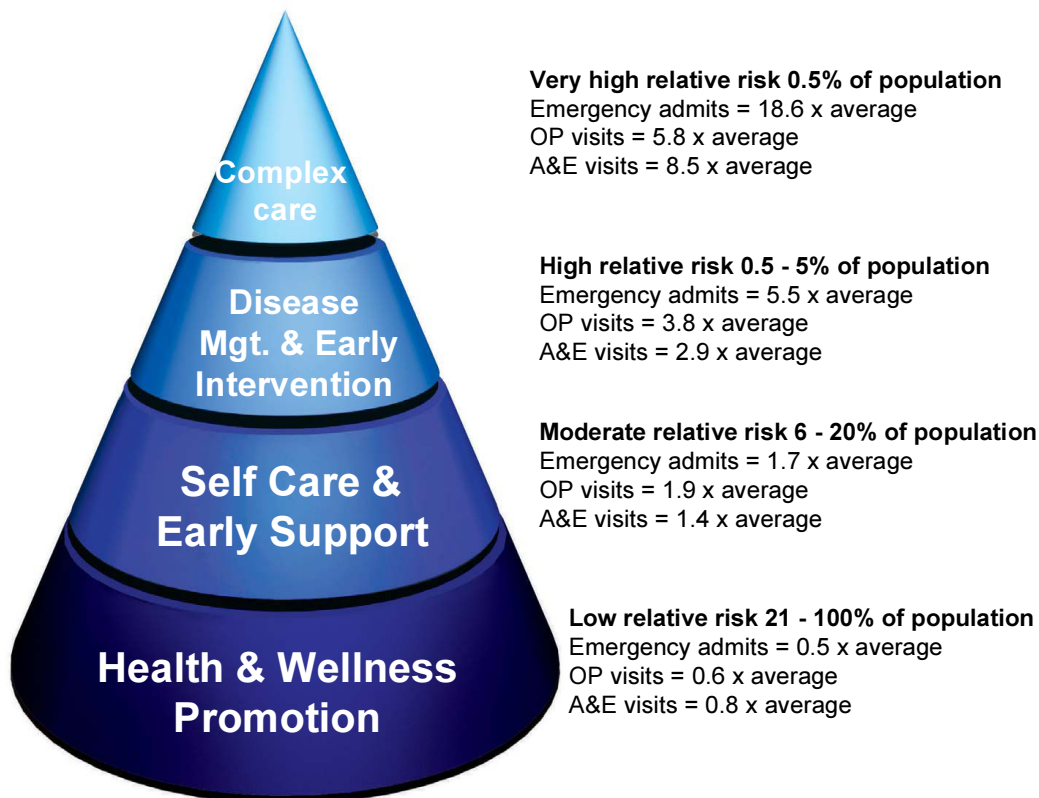 Very high relative risk 0.5% of population
Emergency admits = 18.6 x average
OP visits = 5.8 x average
A&E visits = 8.5 x average
Complex
care
High relative risk 0.5 - 5% of population
Emergency admits = 5.5 x average
OP visits = 3.8 x average
A&E visits = 2.9 x average
Disease
Mgt. & Early
Intervention
Moderate relative risk 6 - 20% of population
Emergency admits = 1.7 x average
OP visits = 1.9 x average
A&E visits = 1.4 x average
Self Care &
Early Support
Low relative risk 21 - 100% of population
Emergency admits = 0.5 x average
OP visits = 0.6 x average
A&E visits = 0.8 x average
Health & Wellness
Promotion